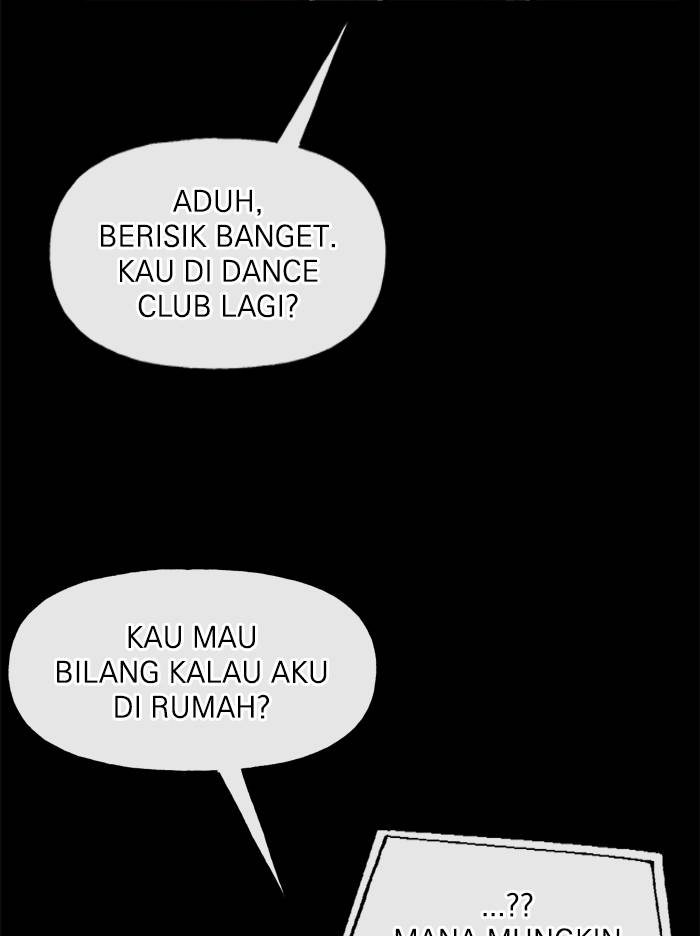 ADUH,
BERISIK BANGET.
KAU DI DANCE
CLUB LAGI?
KAU MAU
BILANG KALAU AKU
DI RUMAH?
...??
MANA MUNGKIN